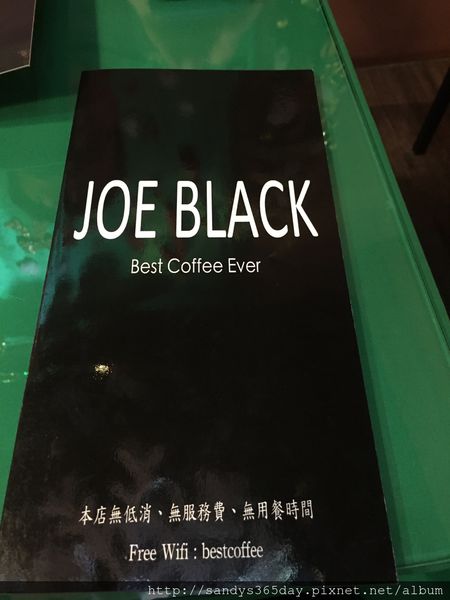 JOE BLACK
Best Coffee Ever
本店無低消、無服務費、無用餐時間
Free Wifi : bestcoffee
http://sandys365day.pixnet.net/album